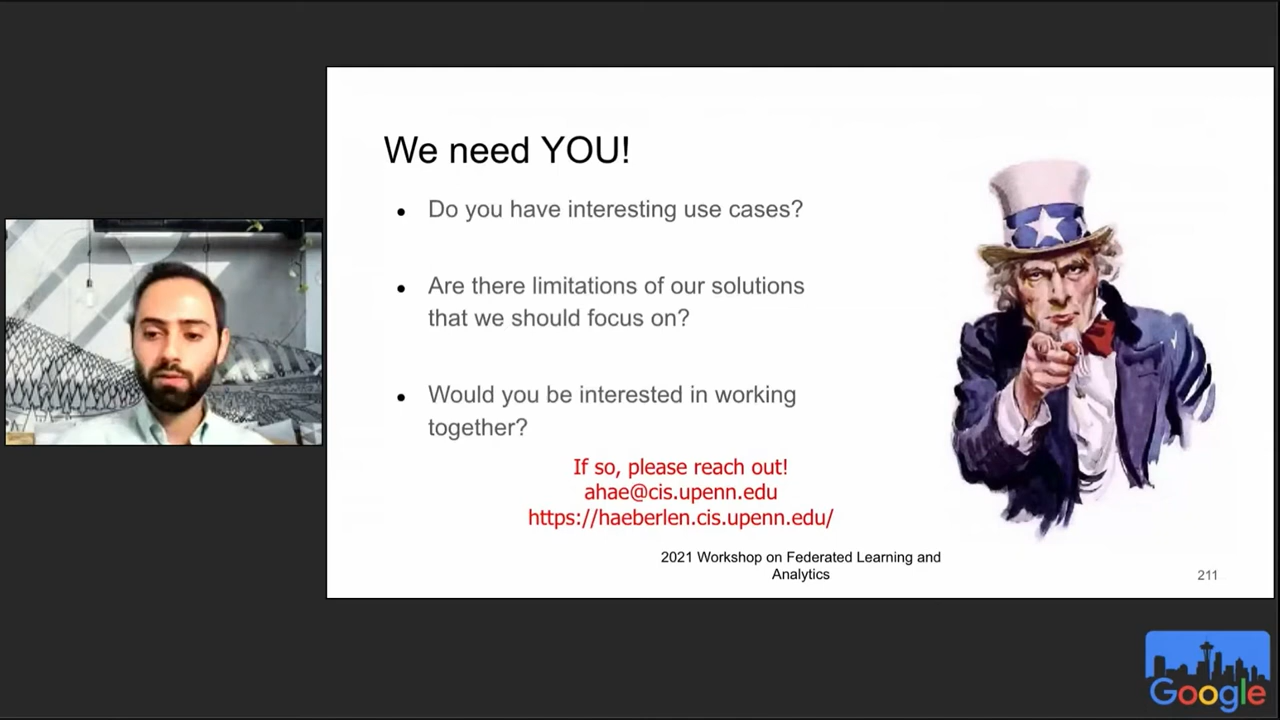 We need YOU!
Do you have interesting use cases?
Are there limitations of our solutions
that we should focus on?
Would you be interested in working
together?
If so, please reach out!
ahae@cis.upenn.edu
https://haeberlen.cis.upenn.edu/
2021 Workshop on Federated Learning and
Analytics
211
Google